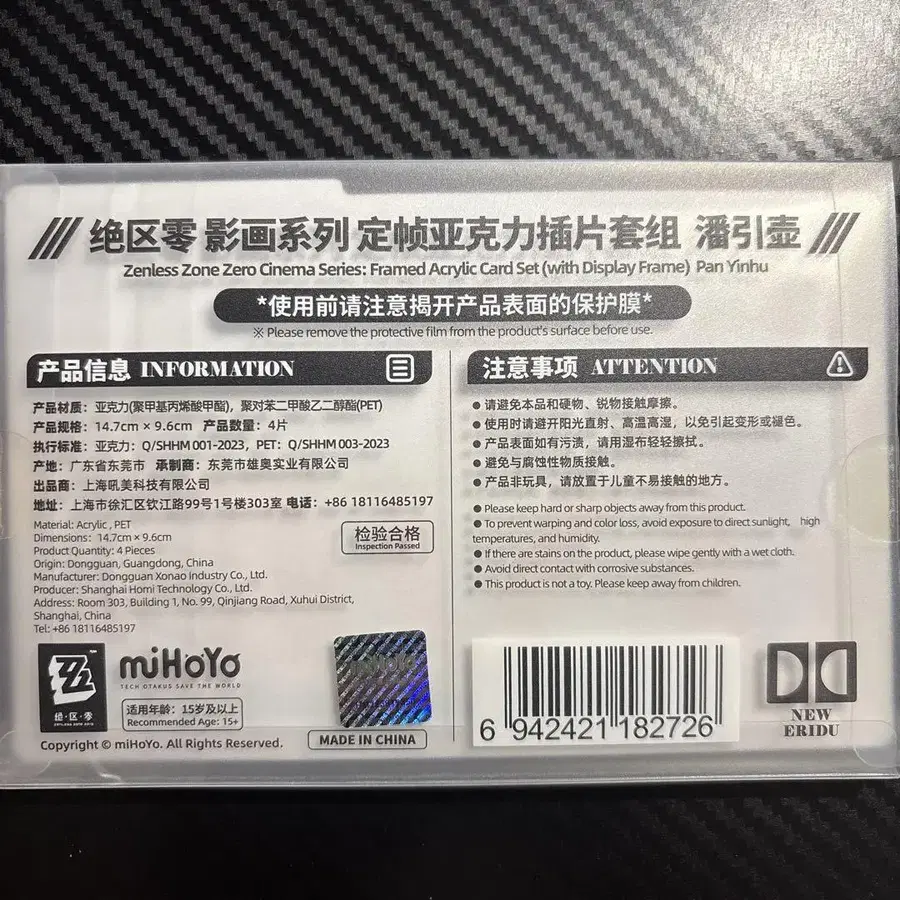 绝区零 影画系列 定帧亚克力插片套组 潘引壶
Zenless Zone Zero Cinema Series: Framed Acrylic Card Set (with Display Frame) Pan Yinhu
*使用前请注意揭开产品表面的保护膜*
※ Please remove the protective film from the product's surface before use.
产品信息 INFORMATION
产品材质：亚克力(聚甲基丙烯酸甲酯)，聚对苯二甲酸乙二醇酯(PET)
产品规格：14.7cm × 9.6cm 产品数量：4片
执行标准：亚克力：Q/SHHM 001-2023，PET：Q/SHHM 003-2023
产地：广东省东莞市 承制商：东莞市雄奥实业有限公司
出品商：上海吼美科技有限公司
地址：上海市徐汇区钦江路99号1号楼303室 电话：+86 18116485197
Material: Acrylic , PET
Dimensions: 14.7cm × 9.6cm
Product Quantity: 4 Pieces
Origin: Dongguan, Guangdong, China
Manufacturer: Dongguan Xonao Industry Co., Ltd.
Producer: Shanghai Homi Technology Co., Ltd.
Address: Room 303, Building 1, No. 99, Qinjiang Road, Xuhui District,
Shanghai, China
Tel: +86 18116485197
检验合格
Inspection Passed
注意事项 ATTENTION
● 请避免本品和硬物、锐物接触摩擦。
● 使用时请避开阳光直射、高温高湿，以免引起变形或褪色。
● 产品表面如有污渍，请用湿布轻轻擦拭。
● 避免与腐蚀性物质接触。
● 产品非玩具，请放置于儿童不易接触的地方。
● Please keep hard or sharp objects away from this product.
● To prevent warping and color loss, avoid exposure to direct sunlight, high
temperatures, and humidity.
● If there are stains on the product, please wipe gently with a wet cloth.
● Avoid direct contact with corrosive substances.
● This product is not a toy. Please keep away from children.
绝·区·零
ZENLESS ZONE ZERO
miHoYo
TECH OTAKUS SAVE THE WORLD
适用年龄：15岁及以上
Recommended Age: 15+
Copyright © miHoYo. All Rights Reserved.
MADE IN CHINA
6 942421 182726
NEW
ERIDU